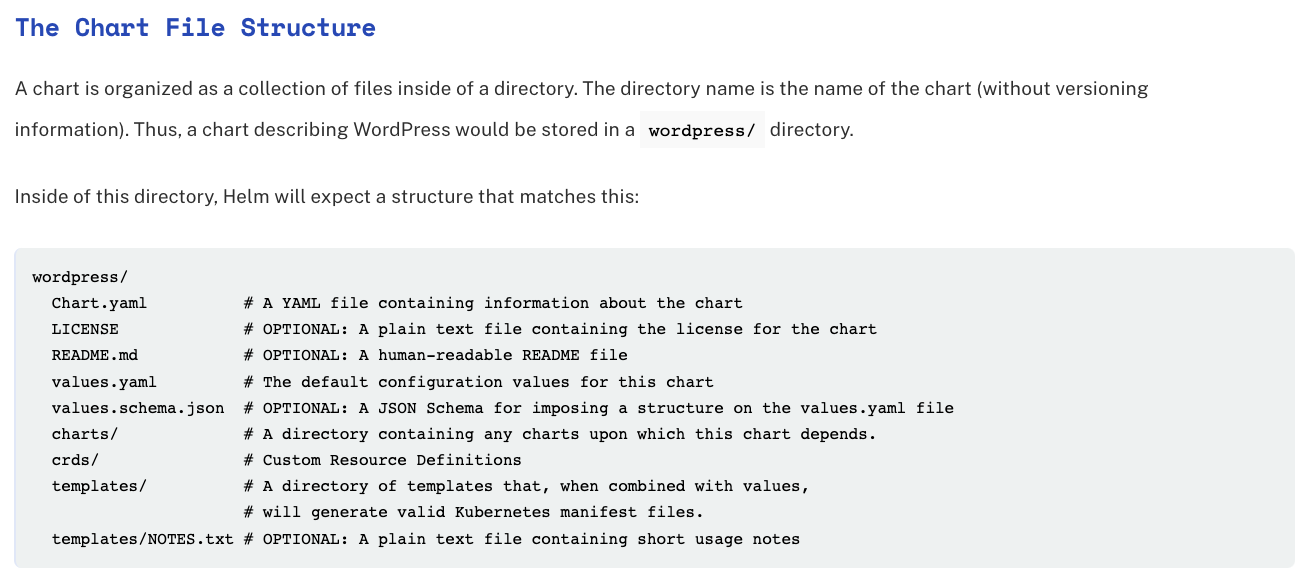 The Chart File Structure
A chart is organized as a collection of files inside of a directory. The directory name is the name of the chart (without versioning
information). Thus, a chart describing WordPress would be stored in a wordpress/ directory.
Inside of this directory, Helm will expect a structure that matches this:
wordpress/
  Chart.yaml          # A YAML file containing information about the chart
  LICENSE             # OPTIONAL: A plain text file containing the license for the chart
  README.md           # OPTIONAL: A human-readable README file
  values.yaml         # The default configuration values for this chart
  values.schema.json  # OPTIONAL: A JSON Schema for imposing a structure on the values.yaml file
  charts/             # A directory containing any charts upon which this chart depends.
  crds/               # Custom Resource Definitions
  templates/          # A directory of templates that, when combined with values,
                      # will generate valid Kubernetes manifest files.
  templates/NOTES.txt # OPTIONAL: A plain text file containing short usage notes